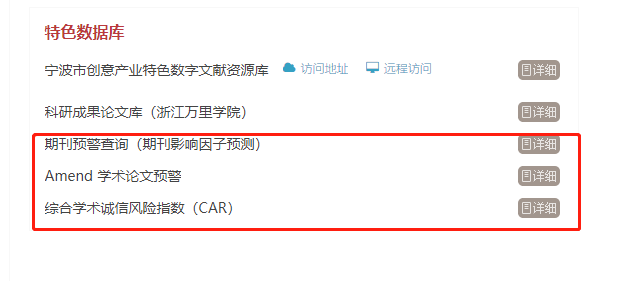 特色数据库
宁波市创意产业特色数字文献资源库 访问地址 远程访问 详细
科研成果论文库（浙江万里学院） 详细
期刊预警查询（期刊影响因子预测） 详细
Amend 学术论文预警 详细
综合学术诚信风险指数（CAR） 详细